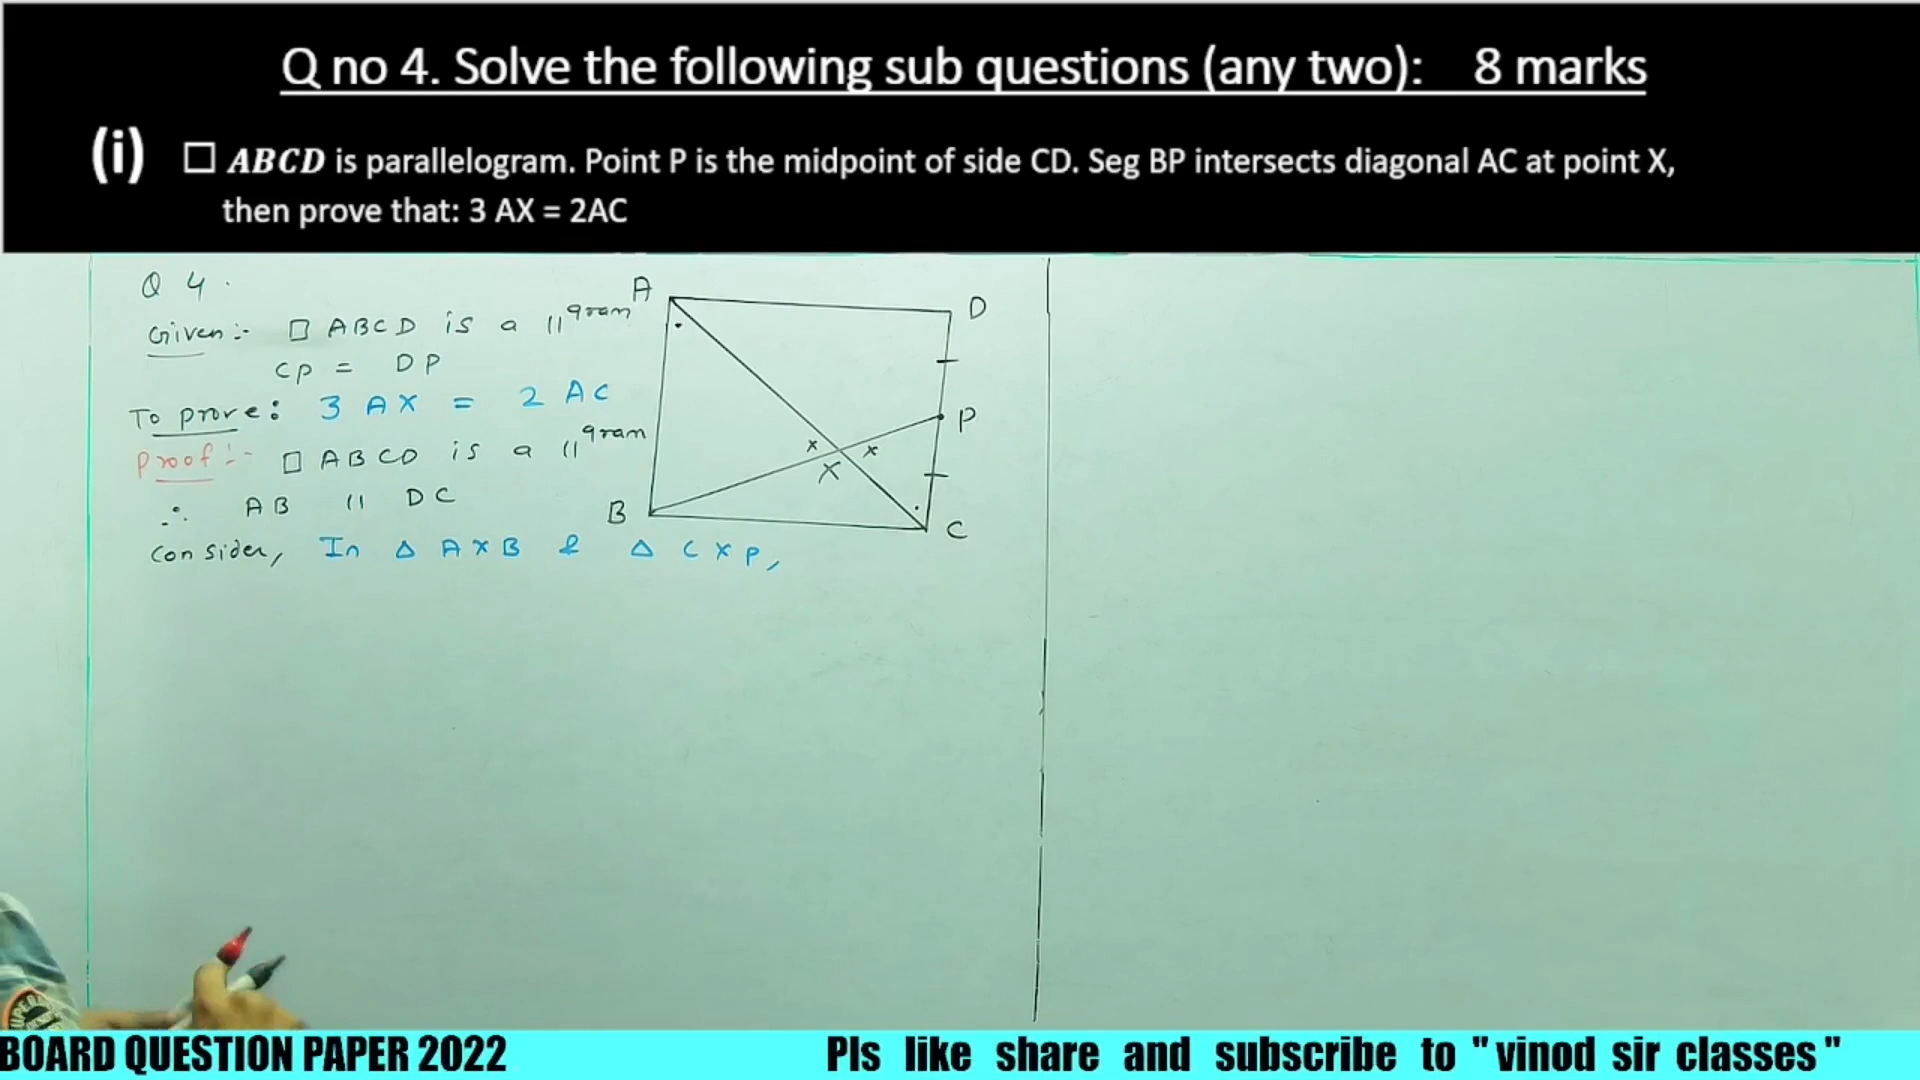 Q no 4. Solve the following sub questions (any two): 8 marks
(i) □ ABCD is parallelogram. Point P is the midpoint of side CD. Seg BP intersects diagonal AC at point X,
then prove that: 3 AX = 2AC
Q 4.
Given :- □ ABCD is a ||gram
CP = DP
To prove: 3 AX = 2 AC
Proof :- □ ABCD is a ||gram
∴ AB || DC
Consider, In △ AXB & △ CXP,
A
D
P
X
B
C
BOARD QUESTION PAPER 2022
Pls like share and subscribe to "vinod sir classes"